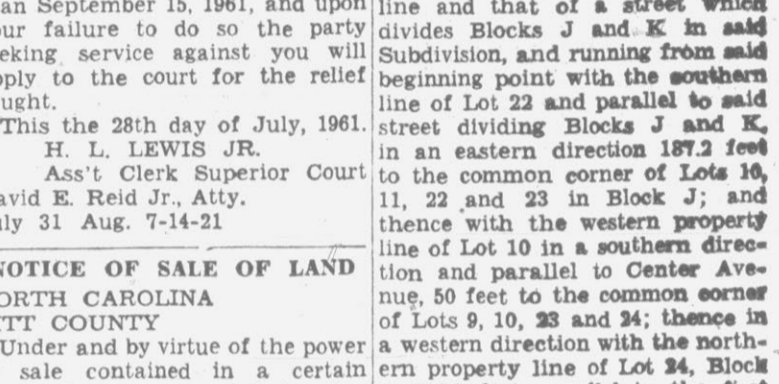 an September 15, 1961, and upon
our failure to do so the party
eking service against you will
pply to the court for the relief
ught.
This the 28th day of July, 1961.
H. L. LEWIS JR.
Ass't Clerk Superior Court
avid E. Reid Jr., Atty.
uly 31 Aug. 7-14-21
NOTICE OF SALE OF LAND
ORTH CAROLINA
ITT COUNTY
Under and by virtue of the power
sale contained in a certain
line and that of a street which
divides Blocks J and K in said
Subdivision, and running from said
beginning point with the southern
line of Lot 22 and parallel to said
street dividing Blocks J and K,
in an eastern direction 187.2 feet
to the common corner of Lots 10,
11, 22 and 23 in Block J; and
thence with the western property
line of Lot 10 in a southern direc-
tion and parallel to Center Ave-
nue, 50 feet to the common corner
of Lots 9, 10, 23 and 24; thence in
a western direction with the north-
ern property line of Lot 24, Block